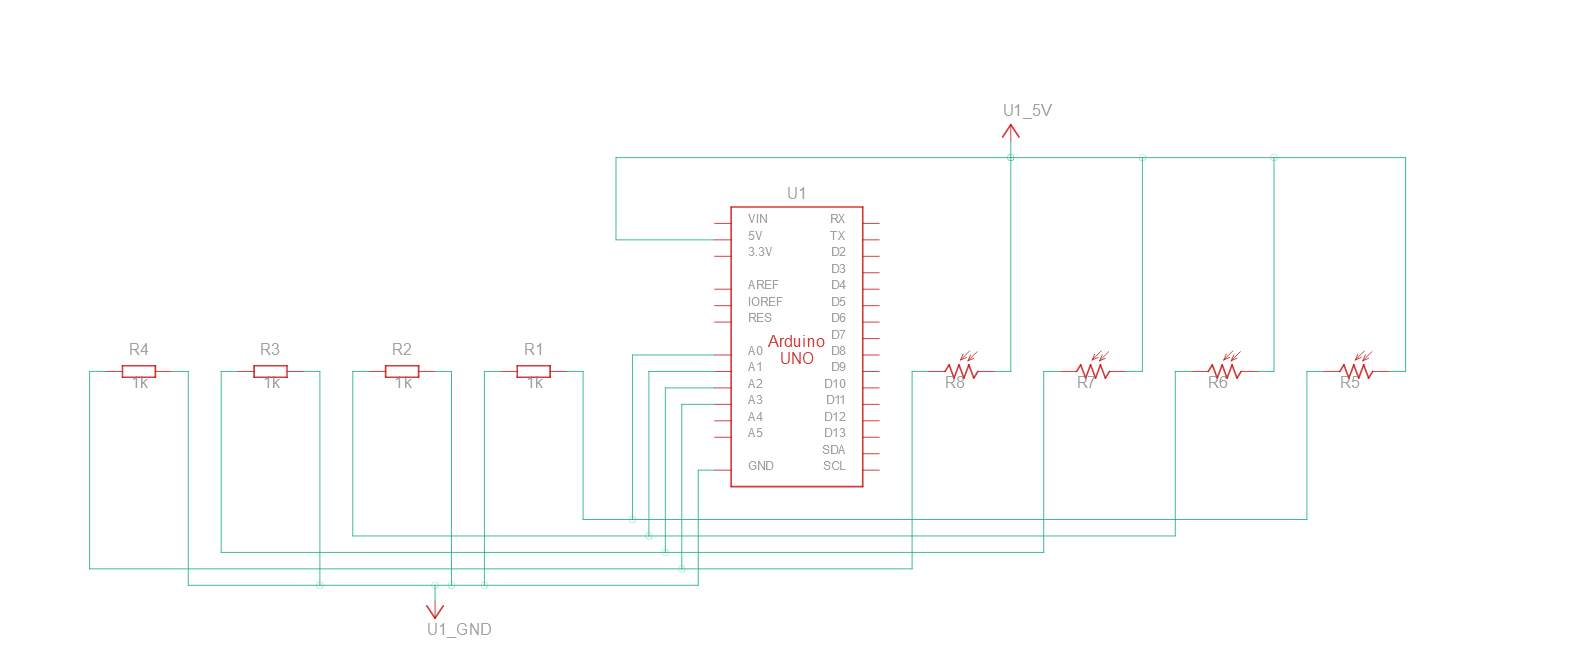 U1_5V
U1
VIN RX
5V TX
3.3V D2
D3
AREF D4
IOREF D5
RES D6
D7
Arduino
UNO
A0 D8
A1 D9
A2 D10
A3 D11
A4 D12
A5 D13
SDA
GND SCL
R4 R3 R2 R1
1k 1k 1k 1k
R8 R7 R6 R5
U1_GND